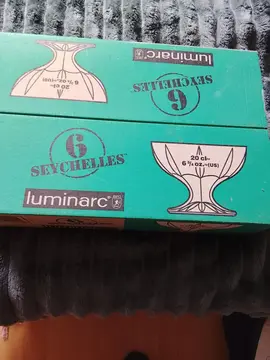 luminarc®
6
SEYCHELLES
20 cl-
6 ¾ oz.-(US)
6
SEYCHELLES™
20 cl-
6 ¾ oz.-(US)
luminarc®